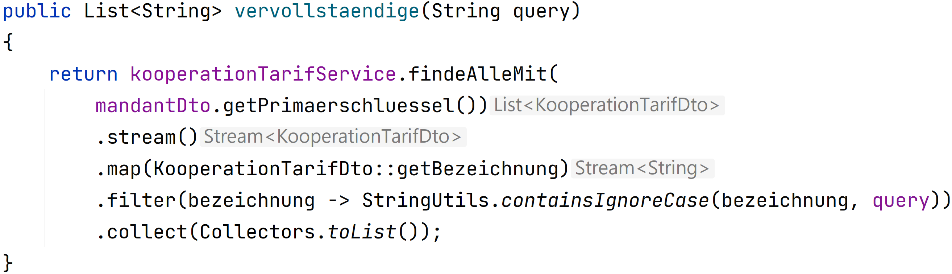 public List<String> vervollstaendige(String query)
{
return kooperationTarifService.findeAlleMit(
mandantDto.getPrimaerschluessel()) List<KooperationTarifDto>
.stream() Stream<KooperationTarifDto>
.map(KooperationTarifDto::getBezeichnung) Stream<String>
.filter(bezeichnung -> StringUtils.containsIgnoreCase(bezeichnung, query))
.collect(Collectors.toList());
}